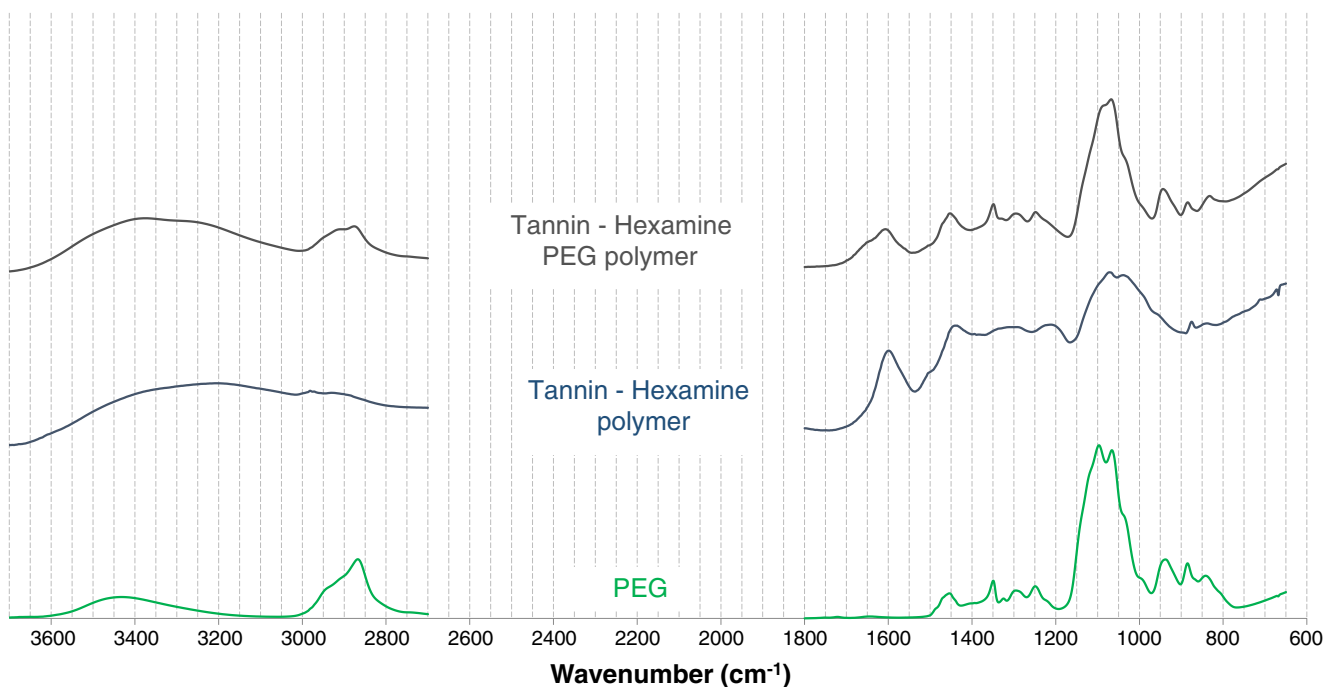 Tannin - Hexamine
PEG polymer
Tannin - Hexamine
polymer
PEG
3600 3400 3200 3000 2800 2600 2400 2200 2000 1800 1600 1400 1200 1000 800 600
Wavenumber (cm⁻¹)